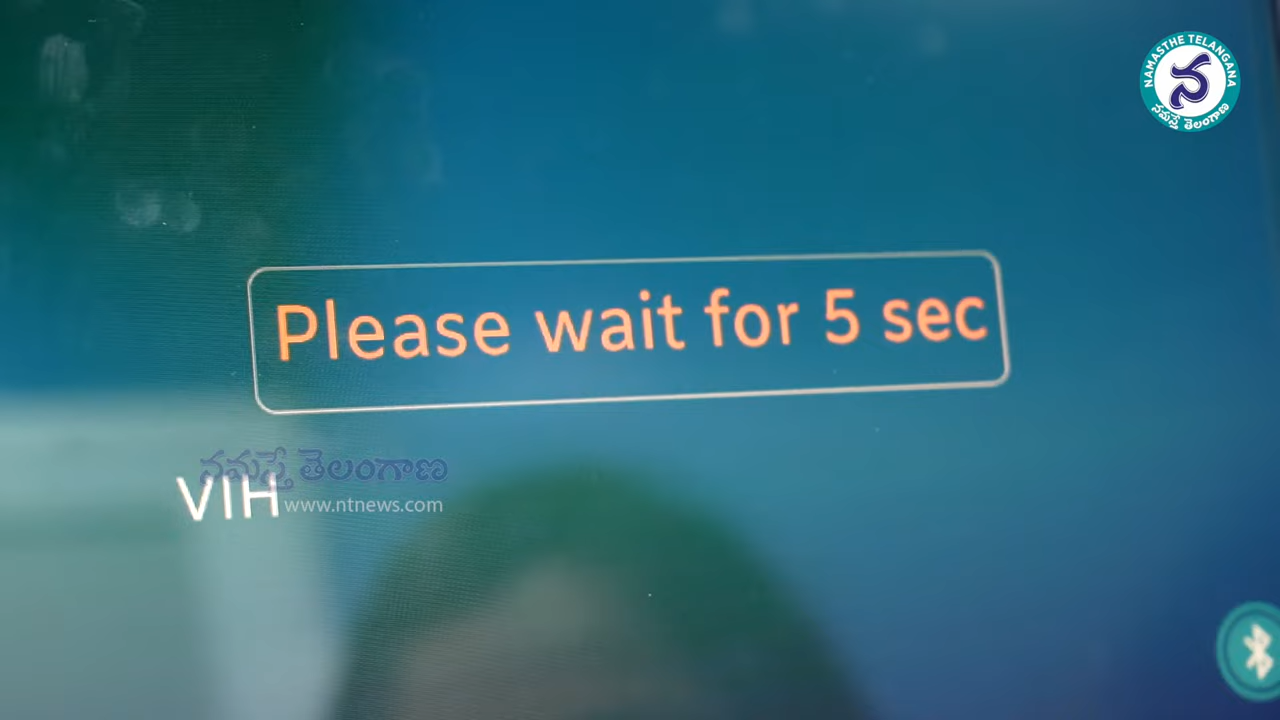 NAMASTHE TELANGANA
న
నమస్తే తెలంగాణ
Please wait for 5 sec
నమస్తే తెలంగాణ
VIH
www.ntnews.com